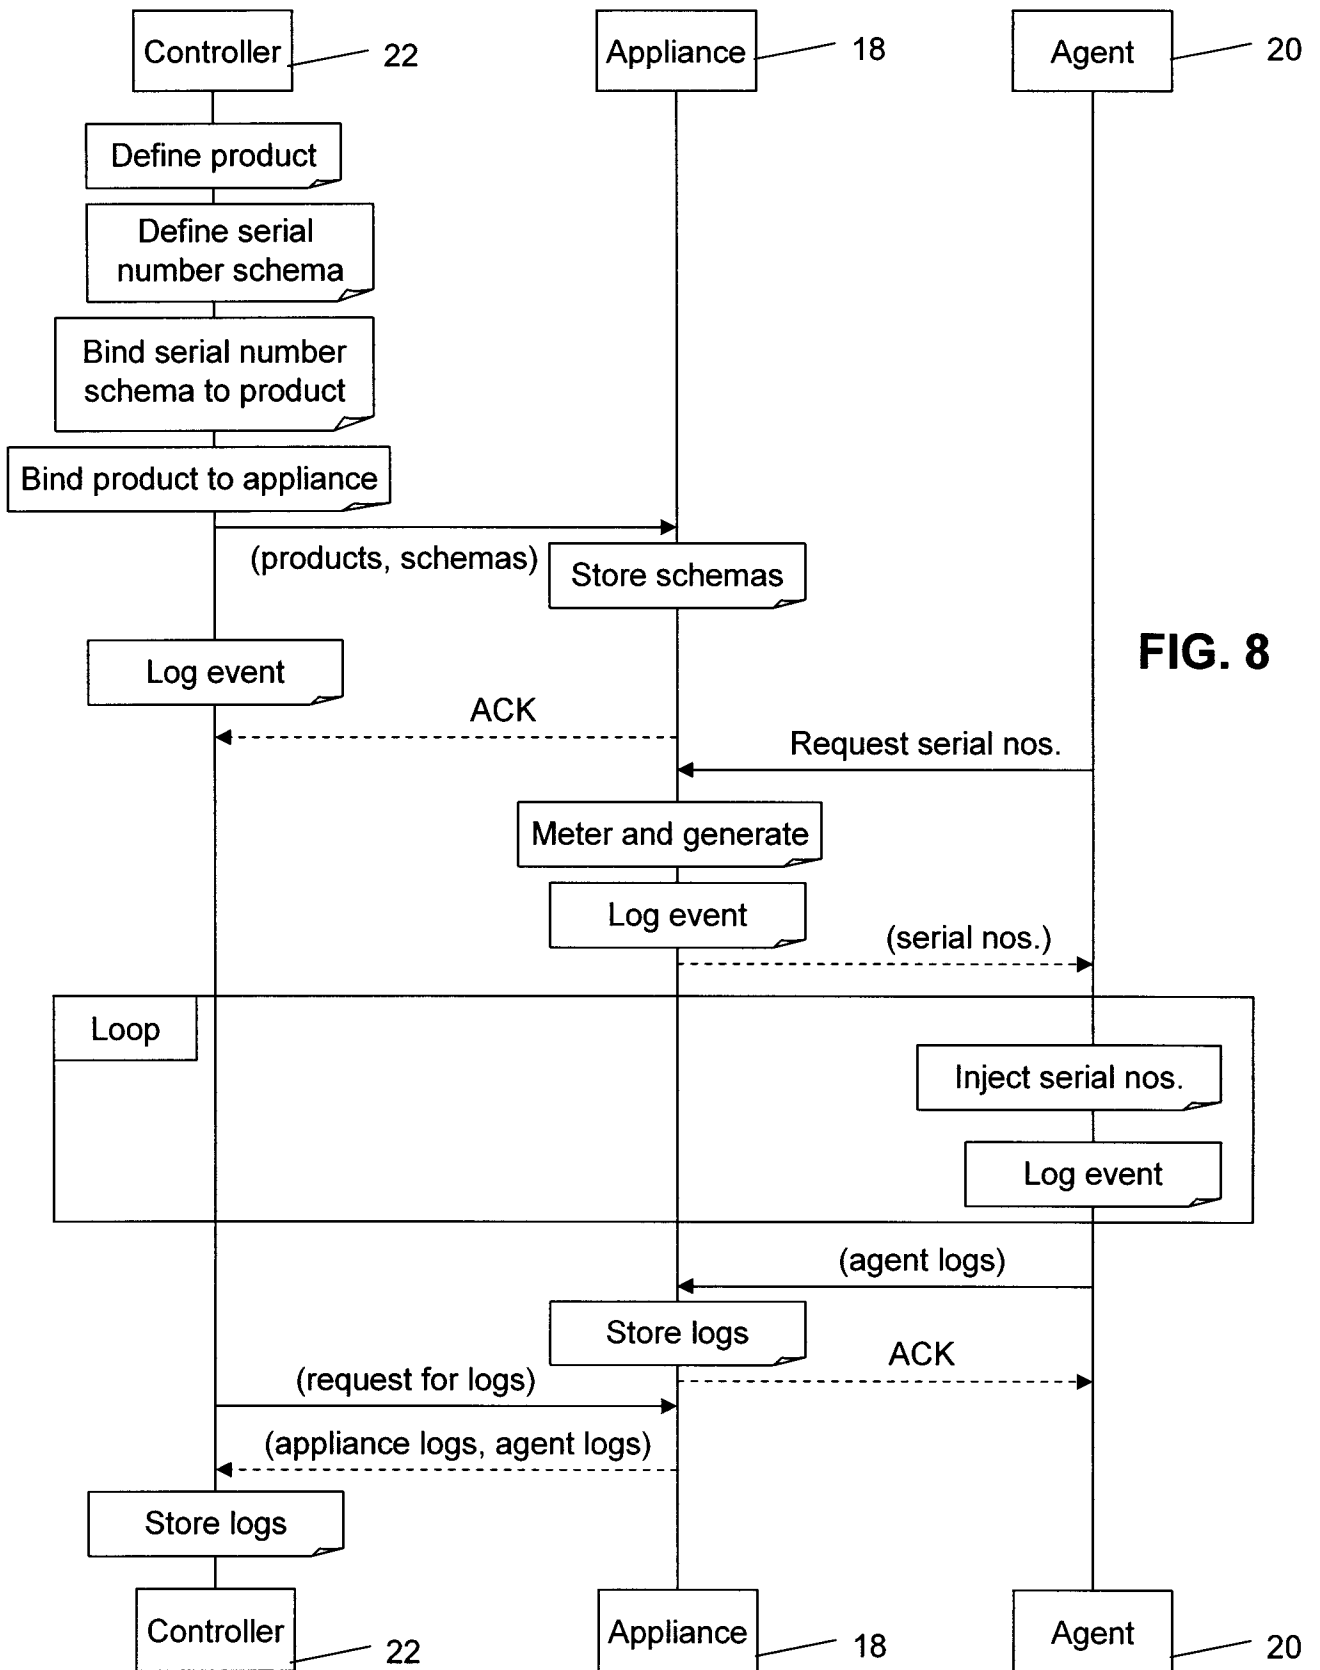 Controller
22
Appliance
18
Agent
20
Define product
Define serial
number schema
Bind serial number
schema to product
Bind product to appliance
(products, schemas)
Store schemas
FIG. 8
Log event
ACK
Request serial nos.
Meter and generate
Log event
(serial nos.)
Loop
Inject serial nos.
Log event
(agent logs)
Store logs
ACK
(request for logs)
(appliance logs, agent logs)
Store logs
Controller
22
Appliance
18
Agent
20